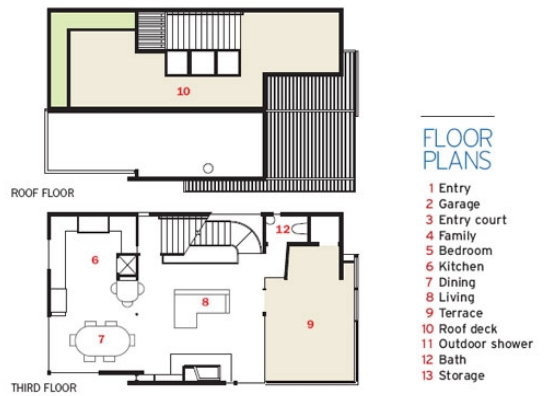 10
ROOF FLOOR
12
6
8
7
9
THIRD FLOOR
FLOOR
PLANS
1 Entry
2 Garage
3 Entry court
4 Family
5 Bedroom
6 Kitchen
7 Dining
8 Living
9 Terrace
10 Roof deck
11 Outdoor shower
12 Bath
13 Storage